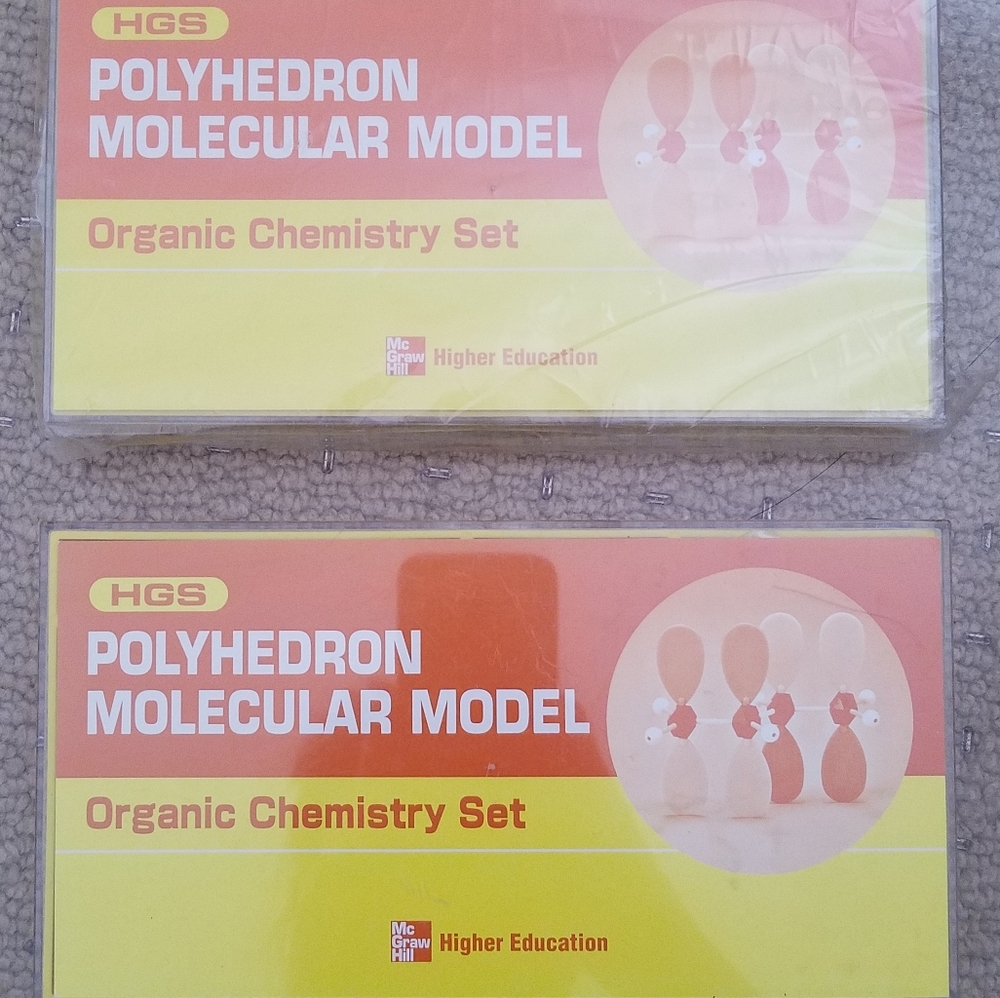 HGS
POLYHEDRON
MOLECULAR MODEL
Organic Chemistry Set
Mc
Graw
Hill
Higher Education
HGS
POLYHEDRON
MOLECULAR MODEL
Organic Chemistry Set
Mc
Graw
Hill
Higher Education